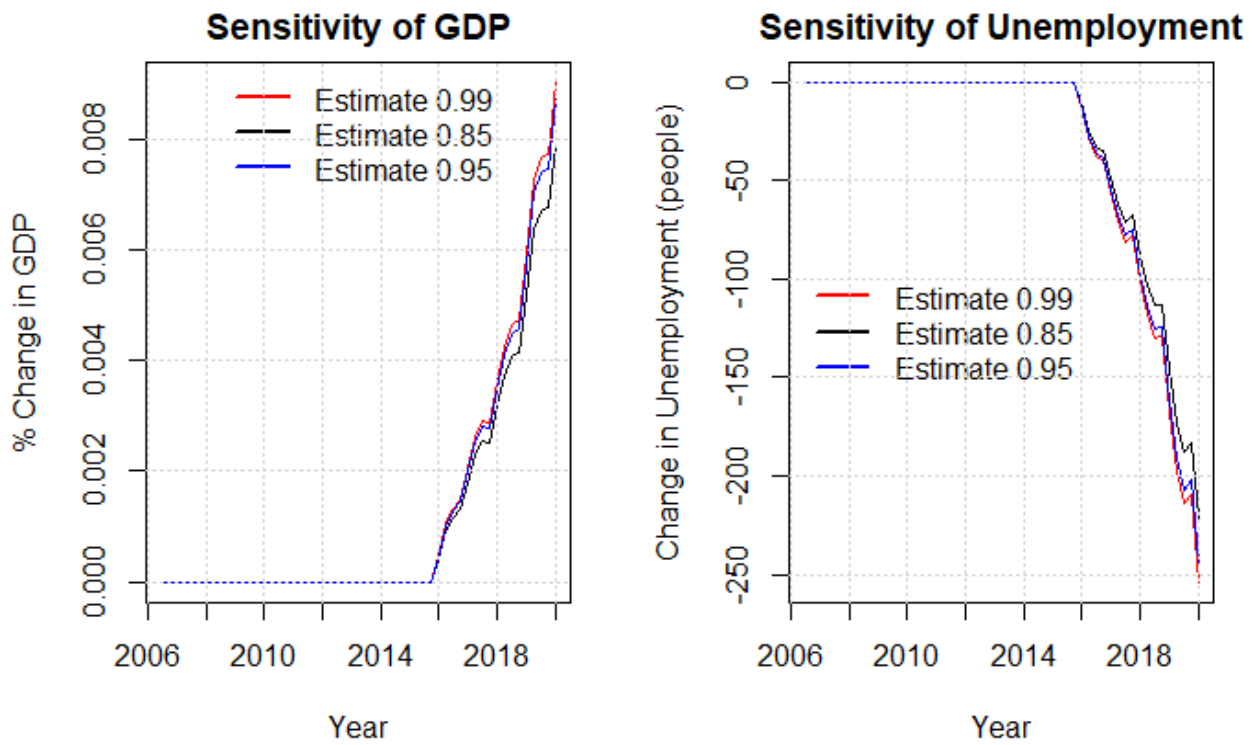 Sensitivity of GDP
Estimate 0.99
Estimate 0.85
Estimate 0.95
% Change in GDP
0.000
0.002
0.004
0.006
0.008
2006
2010
2014
2018
Year
Sensitivity of Unemployment
Estimate 0.99
Estimate 0.85
Estimate 0.95
Change in Unemployment (people)
0
-50
-100
-150
-200
-250
2006
2010
2014
2018
Year